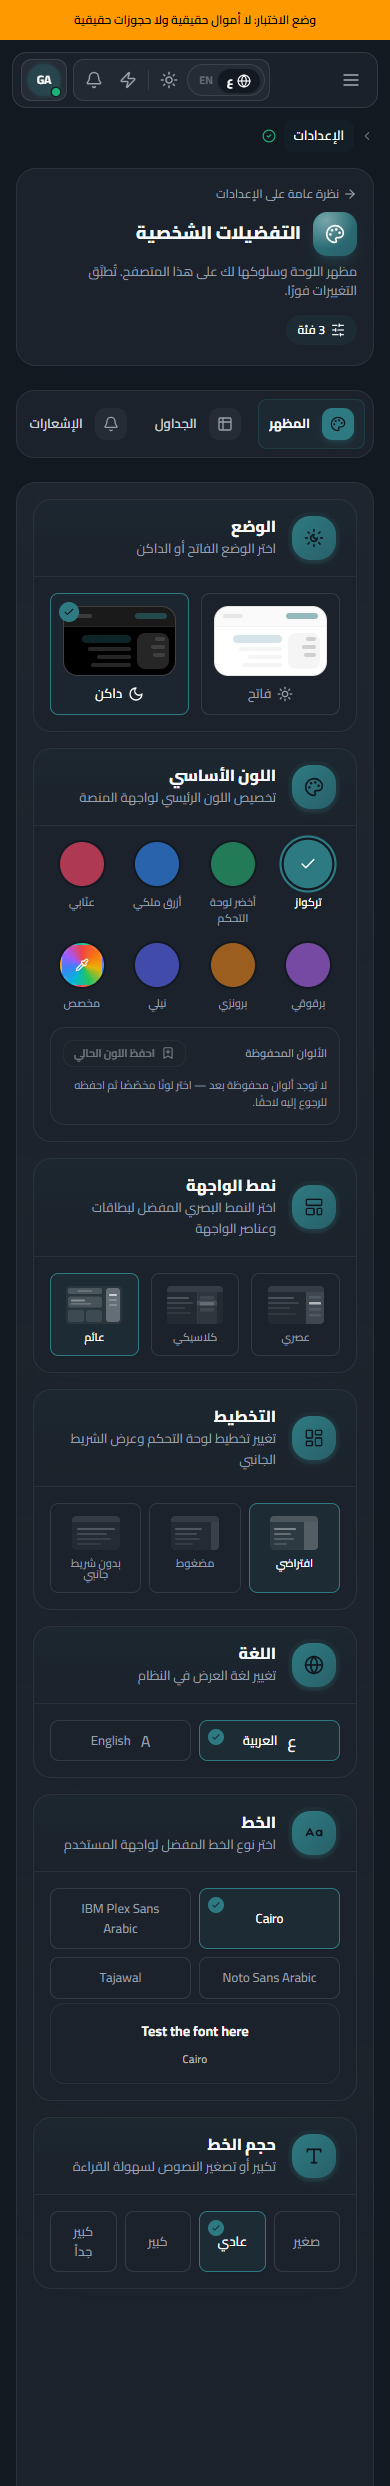 وضع الاختبار: لا أموال حقيقية ولا حجوزات حقيقية
ع EN
GA
الإعدادات
نظرة عامة على الإعدادات
التفضيلات الشخصية
مظهر اللوحة وسلوكها لك على هذا المتصفح. تُطبَّق
التغييرات فورًا.
3 فئة
المظهر
الجداول
الإشعارات
الوضع
اختر الوضع الفاتح أو الداكن
فاتح
داكن
اللون الأساسي
تخصيص اللون الرئيسي لواجهة المنصة
تركواز
أخضر لوحة
التحكم
أزرق ملكي
عنّابي
برقوقي
برونزي
نيلي
مخصص
الألوان المحفوظة
احفظ اللون الحالي
لا توجد ألوان محفوظة بعد — اختر لونًا مخصّصًا ثم احفظه
للرجوع إليه لاحقًا.
نمط الواجهة
اختر النمط البصري المفضل لبطاقات
وعناصر الواجهة
عصري
كلاسيكي
عائم
التخطيط
تغيير تخطيط لوحة التحكم وعرض الشريط
الجانبي
افتراضي
مضغوط
بدون شريط
جانبي
اللغة
تغيير لغة العرض في النظام
ع العربية
A English
Aa
الخط
اختر نوع الخط المفضل لواجهة المستخدم
Cairo
IBM Plex Sans
Arabic
Noto Sans Arabic
Tajawal
Test the font here
Cairo
حجم الخط
تكبير أو تصغير النصوص لسهولة القراءة
صغير
عادي
كبير
كبير
جداً